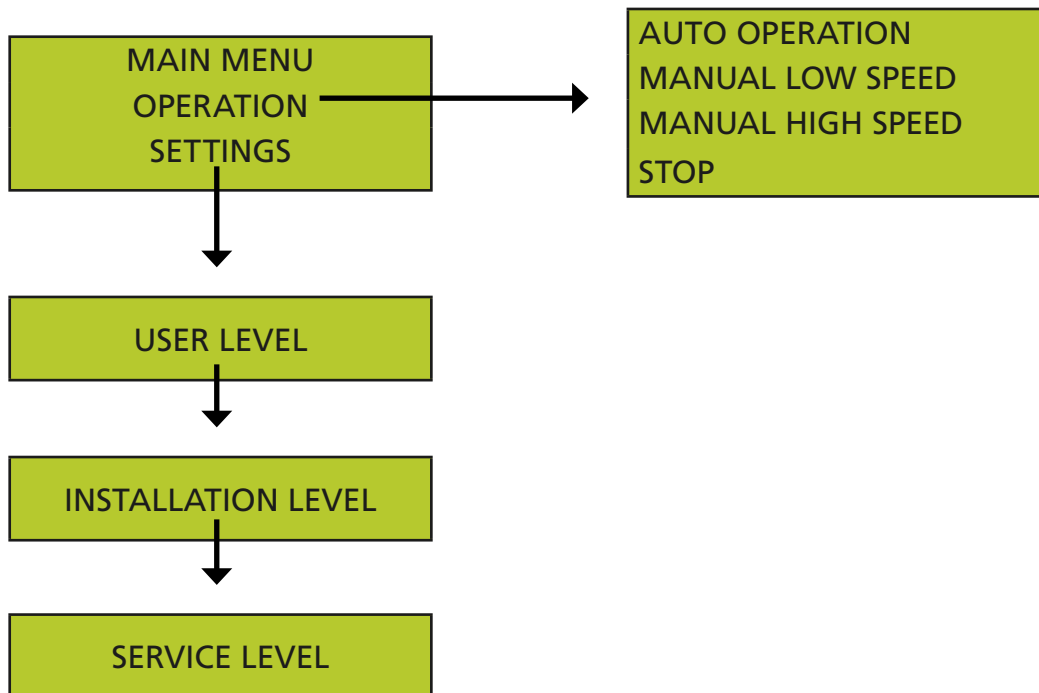 MAIN MENU
OPERATION
SETTINGS
AUTO OPERATION
MANUAL LOW SPEED
MANUAL HIGH SPEED
STOP
USER LEVEL
INSTALLATION LEVEL
SERVICE LEVEL